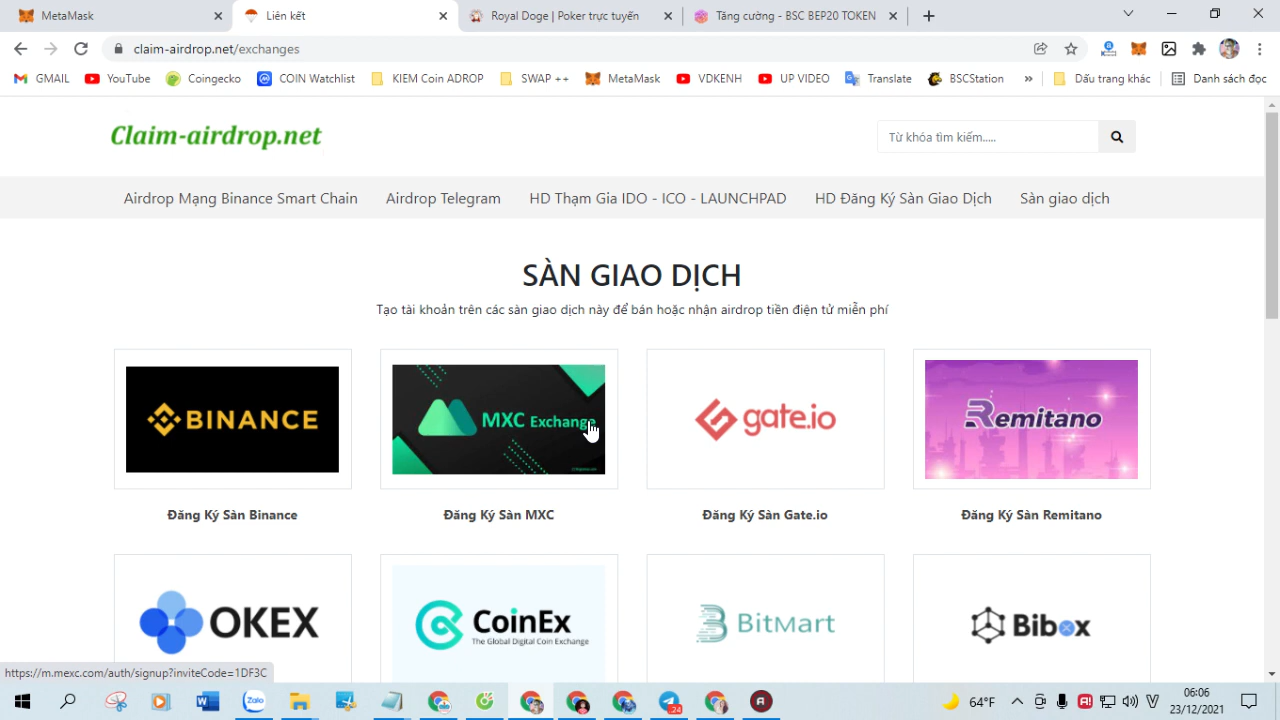 MetaMask
Liên kết
Royal Doge | Poker trực tuyến
Tăng cường - BSC BEP20 TOKEN
claim-airdrop.net/exchanges
GMAIL
YouTube
Coingecko
COIN Watchlist
KIEM Coin ADROP
SWAP ++
MetaMask
VDKENH
UP VIDEO
Translate
BSCStation
»
Dấu trang khác
Danh sách đọc
Claim-airdrop.net
Từ khóa tìm kiếm.....
Airdrop Mạng Binance Smart Chain
Airdrop Telegram
HD Thạm Gia IDO - ICO - LAUNCHPAD
HD Đăng Ký Sàn Giao Dịch
Sàn giao dịch
SÀN GIAO DỊCH
Tạo tài khoản trên các sàn giao dịch này để bán hoặc nhận airdrop tiền điện tử miễn phí
BINANCE
MXC Exchange
gate.io
Remitano
Đăng Ký Sàn Binance
Đăng Ký Sàn MXC
Đăng Ký Sàn Gate.io
Đăng Ký Sàn Remitano
OKEX
CoinEx
The Global Digital Coin Exchange
BitMart
Bibox
https://m.mexc.com/auth/signup?inviteCode=1DF3C
Zalo
24
64°F
06:06
23/12/2021